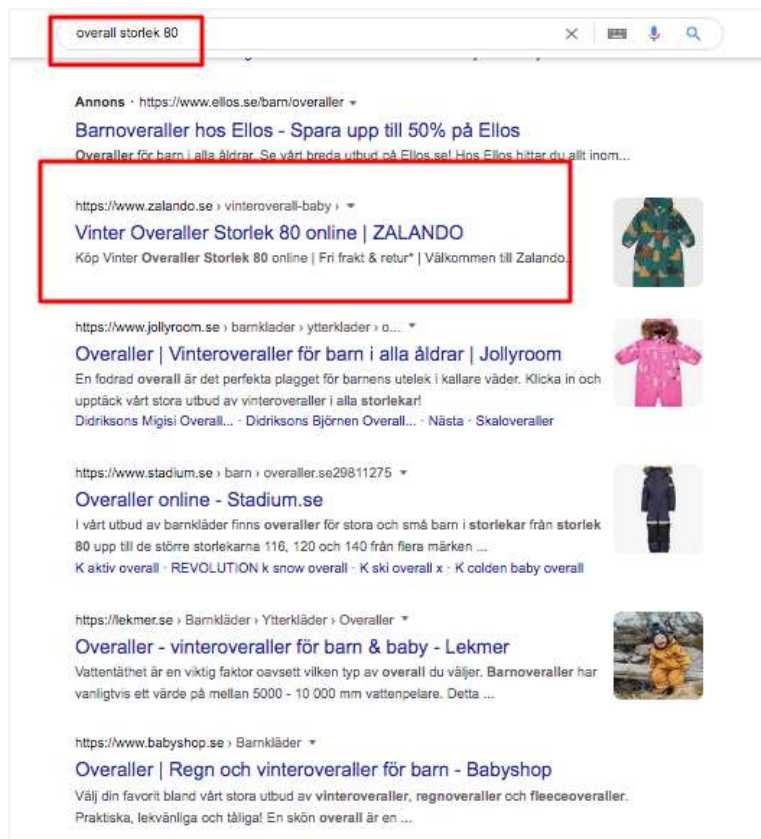 overall storlek 80
Annons · https://www.ellos.se/barn/overaller
Barnoveraller hos Ellos - Spara upp till 50% på Ellos
Overaller för barn i alla åldrar. Se vårt breda utbud på Ellos.se! Hos Ellos hittar du allt inom...
https://www.zalando.se › vinteroverall-baby ›
Vinter Overaller Storlek 80 online | ZALANDO
Köp Vinter Overaller Storlek 80 online | Fri frakt & retur* | Välkommen till Zalando.
https://www.jollyroom.se › barnklader › ytterklader › o...
Overaller | Vinteroveraller för barn i alla åldrar | Jollyroom
En fodrad overall är det perfekta plagget för barnens utelek i kallare väder. Klicka in och
upptäck vårt stora utbud av vinteroveraller i alla storlekar!
Didriksons Migisi Overall... · Didriksons Björnen Overall... · Nästa · Skaloveraller
https://www.stadium.se › barn › overaller.se29811275
Overaller online - Stadium.se
I vårt utbud av barnkläder finns overaller för stora och små barn i storlekar från storlek
80 upp till de större storlekarna 116, 120 och 140 från flera märken ...
K aktiv overall · REVOLUTION k snow overall · K ski overall x · K colden baby overall
https://lekmer.se › Barnkläder › Ytterkläder › Overaller
Overaller - vinteroveraller för barn & baby - Lekmer
Vattentäthet är en viktig faktor oavsett vilken typ av overall du väljer. Barnoveraller har
vanligtvis ett värde på mellan 5000 - 10 000 mm vattenpelare. Detta ...
https://www.babyshop.se › Barnkläder
Overaller | Regn och vinteroveraller för barn - Babyshop
Välj din favorit bland vårt stora utbud av vinteroveraller, regnoveraller och fleeceoveraller.
Praktiska, lekvänliga och tåliga! En skön overall är en ...